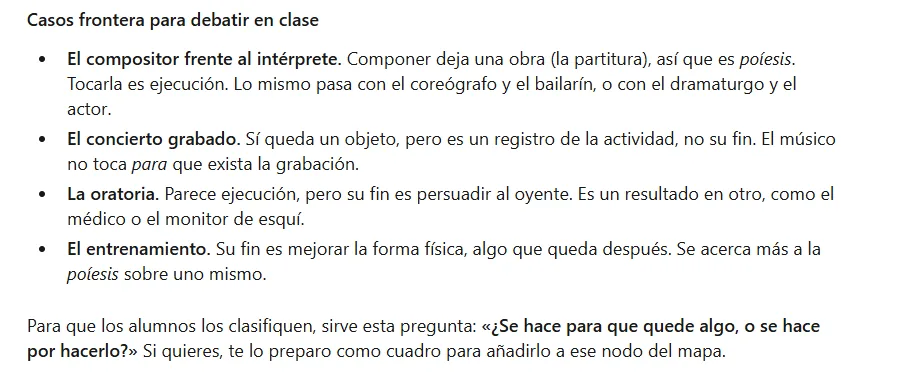 Casos frontera para debatir en clase
• El compositor frente al intérprete. Componer deja una obra (la partitura), así que es poíesis.
Tocarla es ejecución. Lo mismo pasa con el coreógrafo y el bailarín, o con el dramaturgo y el
actor.
• El concierto grabado. Sí queda un objeto, pero es un registro de la actividad, no su fin. El músico
no toca para que exista la grabación.
• La oratoria. Parece ejecución, pero su fin es persuadir al oyente. Es un resultado en otro, como el
médico o el monitor de esquí.
• El entrenamiento. Su fin es mejorar la forma física, algo que queda después. Se acerca más a la
poíesis sobre uno mismo.
Para que los alumnos los clasifiquen, sirve esta pregunta: «¿Se hace para que quede algo, o se hace
por hacerlo?» Si quieres, te lo preparo como cuadro para añadirlo a ese nodo del mapa.